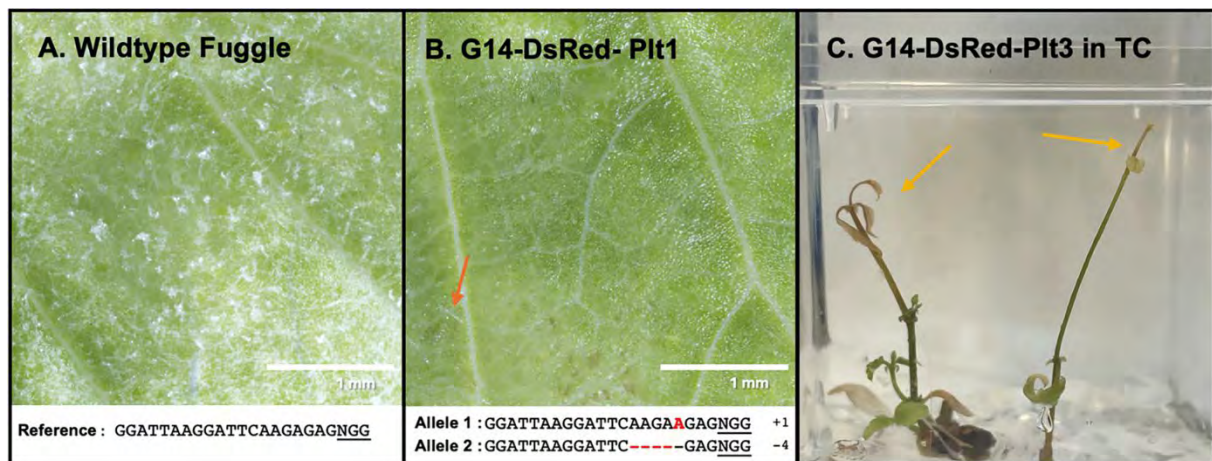 A. Wildtype Fuggle
B. G14-DsRed- Plt1
C. G14-DsRed-Plt3 in TC
1 mm
1 mm
Reference : GGATTAAGGATTCAAGAGAGNGG
Allele 1 : GGATTAAGGATTCAAGAAGAGNGG +1
Allele 2 : GGATTAAGGATTC-----–GAGNGG -4